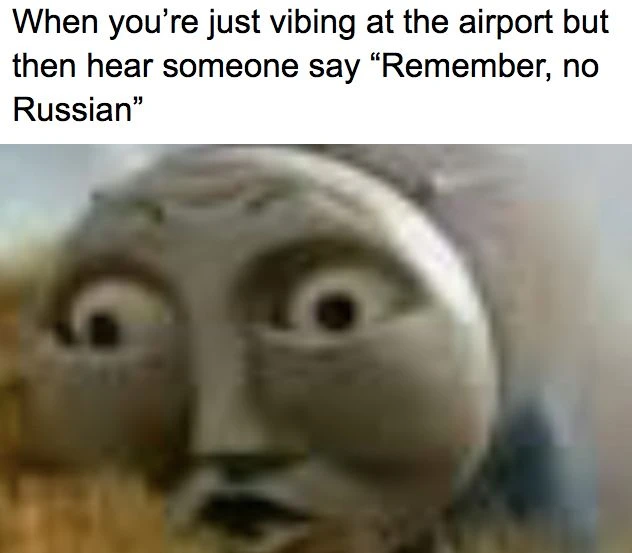 When you’re just vibing at the airport but
then hear someone say “Remember, no
Russian”